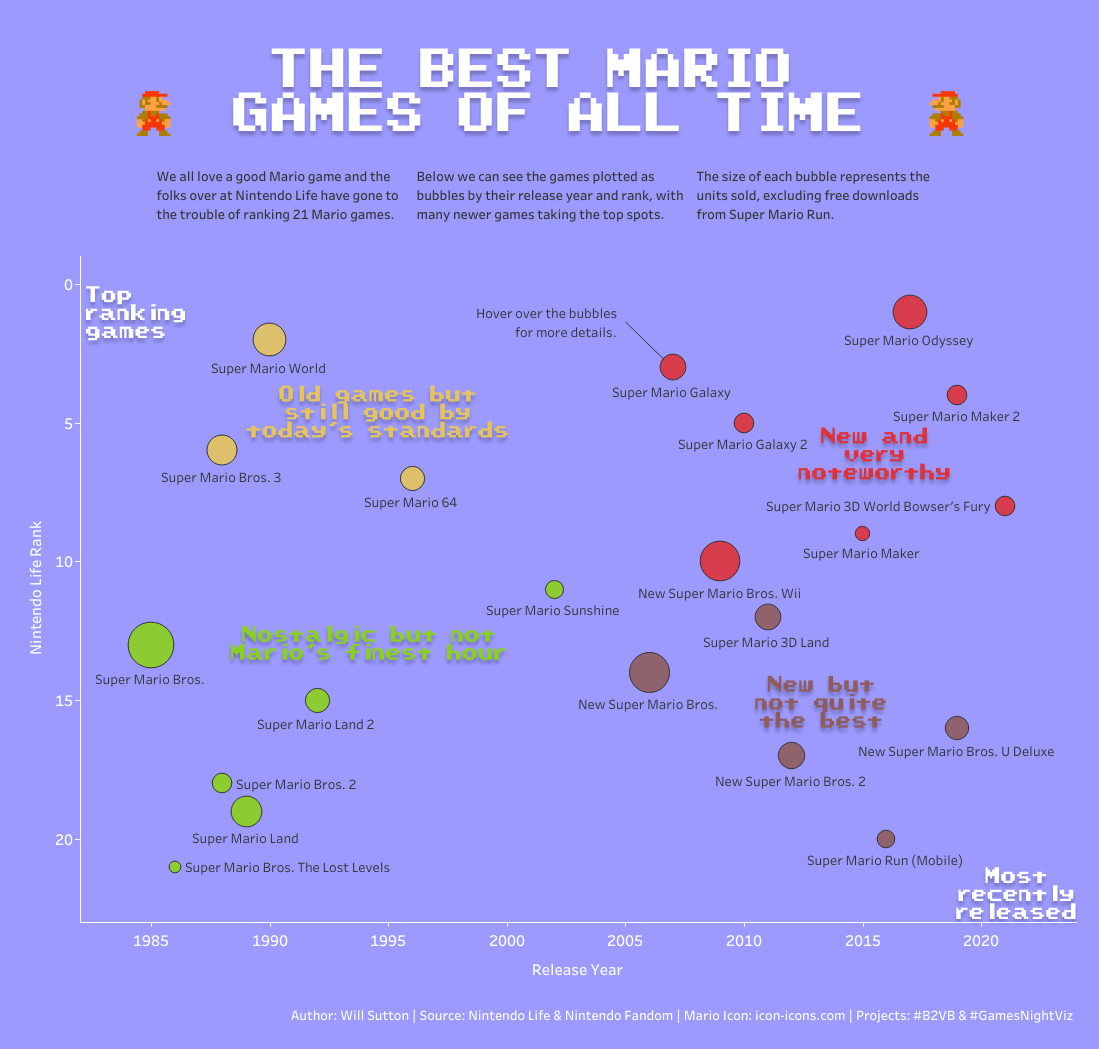 THE BEST MARIO
GAMES OF ALL TIME
We all love a good Mario game and the
folks over at Nintendo Life have gone to
the trouble of ranking 21 Mario games.
Below we can see the games plotted as
bubbles by their release year and rank, with
many newer games taking the top spots.
The size of each bubble represents the
units sold, excluding free downloads
from Super Mario Run.
0
Top
ranking
games
Hover over the bubbles
for more details.
Super Mario Odyssey
Super Mario World
Super Mario Galaxy
Old games but
still good by
today's standards
Super Mario Maker 2
5
Super Mario Galaxy 2
New and
very
noteworthy
Super Mario Bros. 3
Super Mario 64
Super Mario 3D World Bowser's Fury
Super Mario Maker
10
Nintendo Life Rank
New Super Mario Bros. Wii
Super Mario Sunshine
Nostalgic but not
Mario's finest hour
Super Mario 3D Land
Super Mario Bros.
New but
not quite
the best
15
New Super Mario Bros.
Super Mario Land 2
New Super Mario Bros. U Deluxe
New Super Mario Bros. 2
Super Mario Bros. 2
20
Super Mario Land
Super Mario Run (Mobile)
Super Mario Bros. The Lost Levels
Most
recently
released
1985
1990
1995
2000
2005
2010
2015
2020
Release Year
Author: Will Sutton | Source: Nintendo Life & Nintendo Fandom | Mario Icon: icon-icons.com | Projects: #B2VB & #GamesNightViz